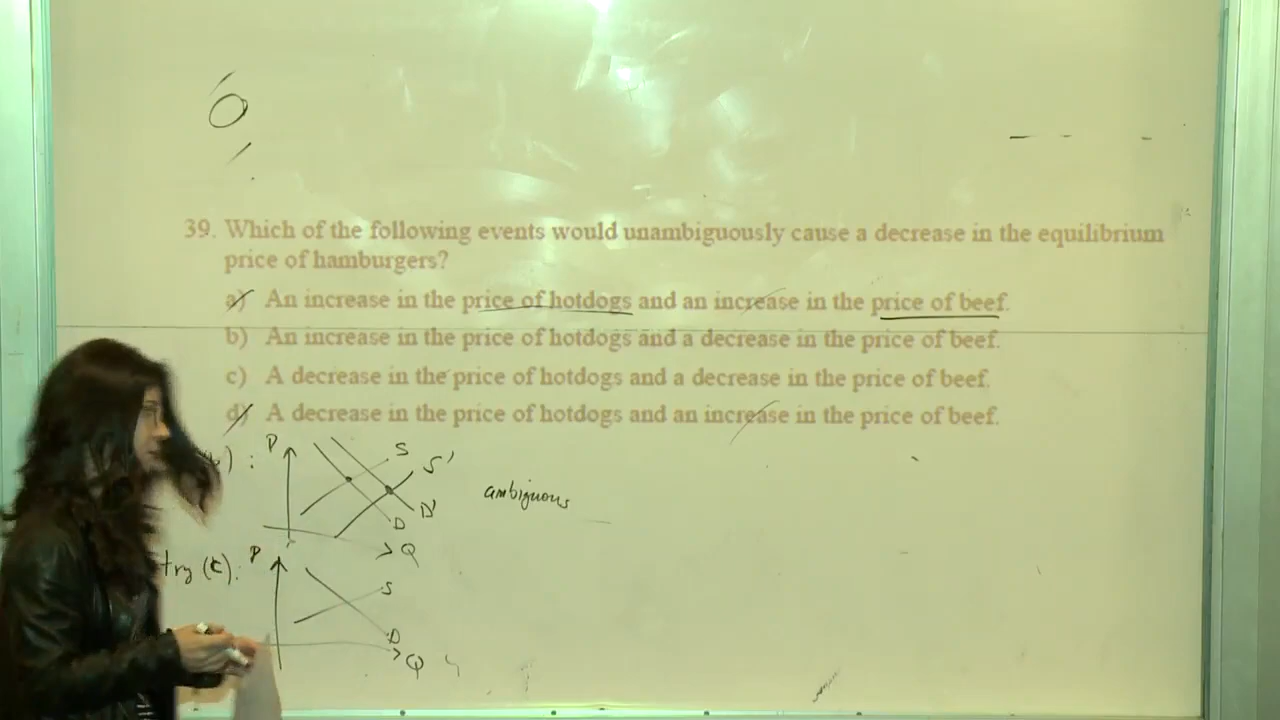 39. Which of the following events would unambiguously cause a decrease in the equilibrium
price of hamburgers?
a) An increase in the price of hotdogs and an increase in the price of beef.
b) An increase in the price of hotdogs and a decrease in the price of beef.
c) A decrease in the price of hotdogs and a decrease in the price of beef.
d) A decrease in the price of hotdogs and an increase in the price of beef.
b) :
P
S
S'
D'
D
Q
ambiguous
try (c):
P
S
D
Q